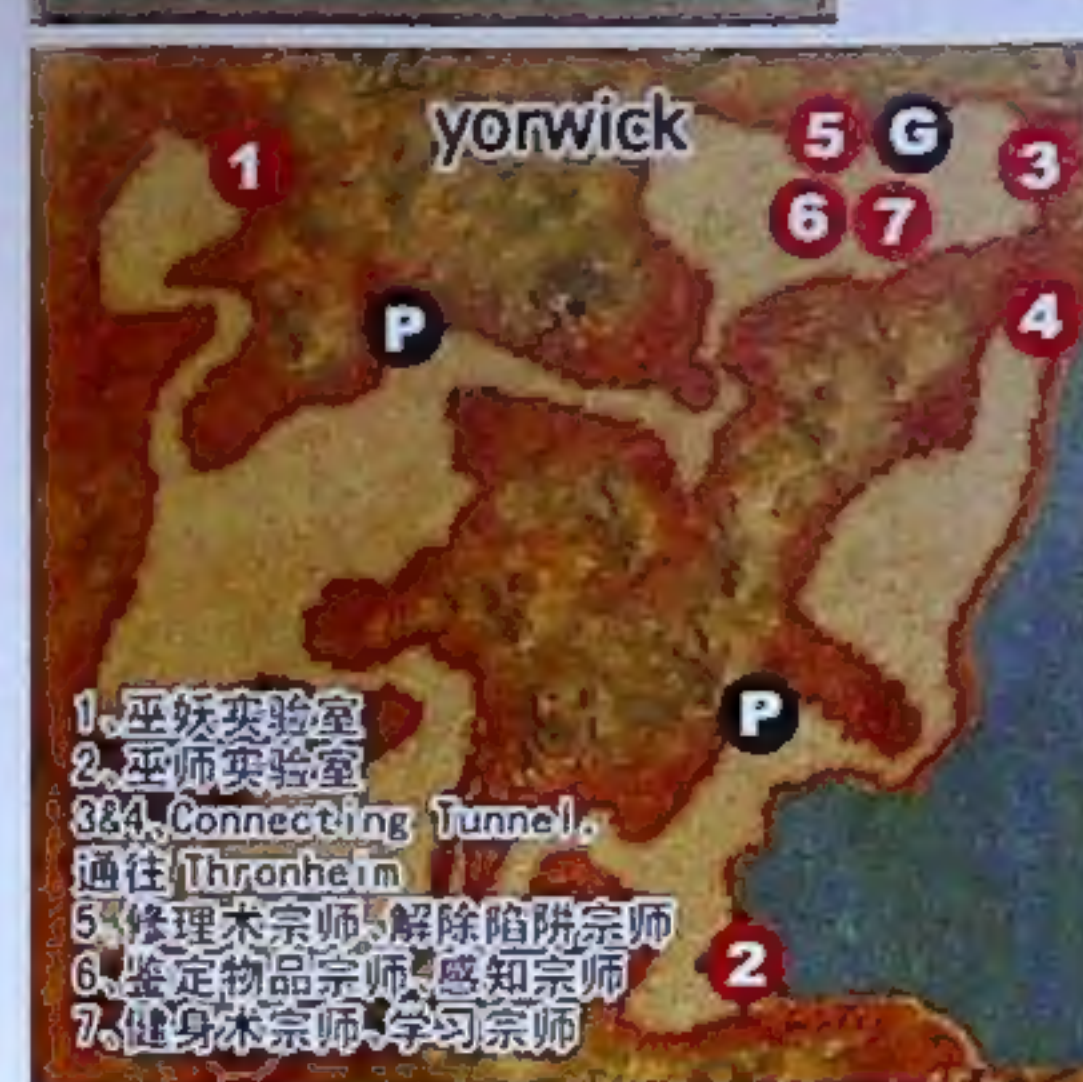 yorwick
1
5
G
3
6
7
4
P
P
2
1、巫妖实验室
2、巫师实验室
3&4、Connecting Tunnel,
通往 Thronheim
5、修理术宗师、解除陷阱宗师
6、鉴定物品宗师、感知宗师
7、健身术宗师、学习宗师